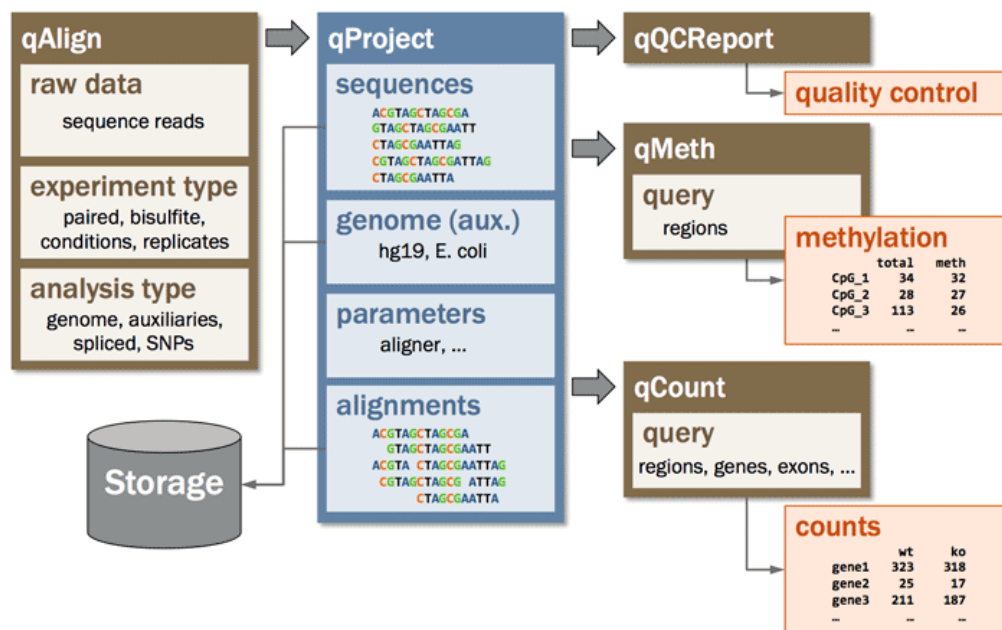 qAlign
raw data
sequence reads
experiment type
paired, bisulfite,
conditions, replicates
analysis type
genome, auxiliaries,
spliced, SNPs
Storage
qProject
sequences
ACGTAGCTAGCGA
GTAGCTAGCGAATT
CTAGCGAATTAG
CGTAGCTAGCGATTAG
CTAGCGAATTA
genome (aux.)
hg19, E. coli
parameters
aligner, ...
alignments
ACGTAGCTAGCGA
GTAGCTAGCGAATT
ACGTA CTAGCGAATTAG
CGTAGCTAGCG ATTAG
CTAGCGAATTA
qQCReport
quality control
qMeth
query
regions
methylation
total meth
CpG_1 34 32
CpG_2 28 27
CpG_3 113 26
… … …
qCount
query
regions, genes, exons, ...
counts
wt ko
gene1 323 318
gene2 25 17
gene3 211 187
… … …